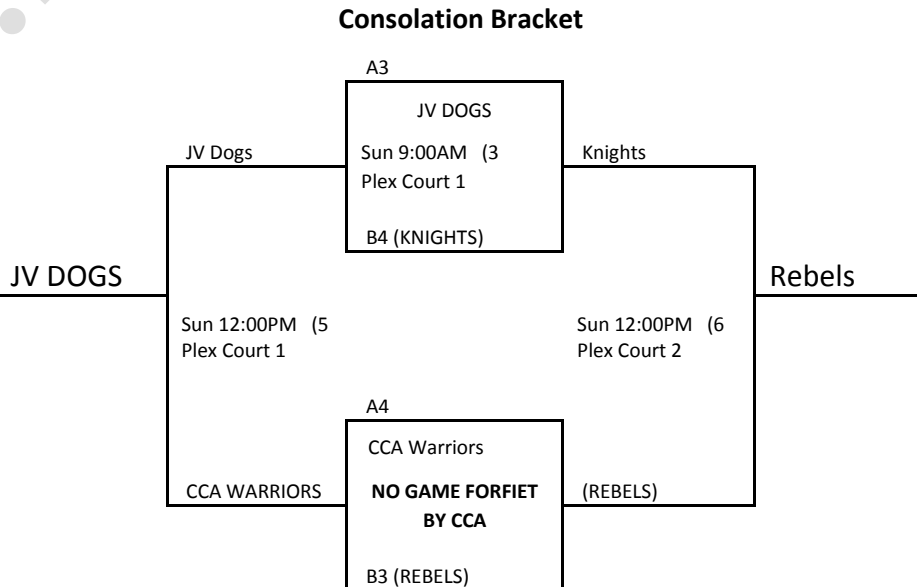 Consolation Bracket
A3
JV DOGS
JV Dogs
Sun 9:00AM (3
Plex Court 1
Knights
B4 (KNIGHTS)
JV DOGS
Rebels
Sun 12:00PM (5
Plex Court 1
Sun 12:00PM (6
Plex Court 2
A4
CCA Warriors
CCA WARRIORS
NO GAME FORFIET
BY CCA
(REBELS)
B3 (REBELS)